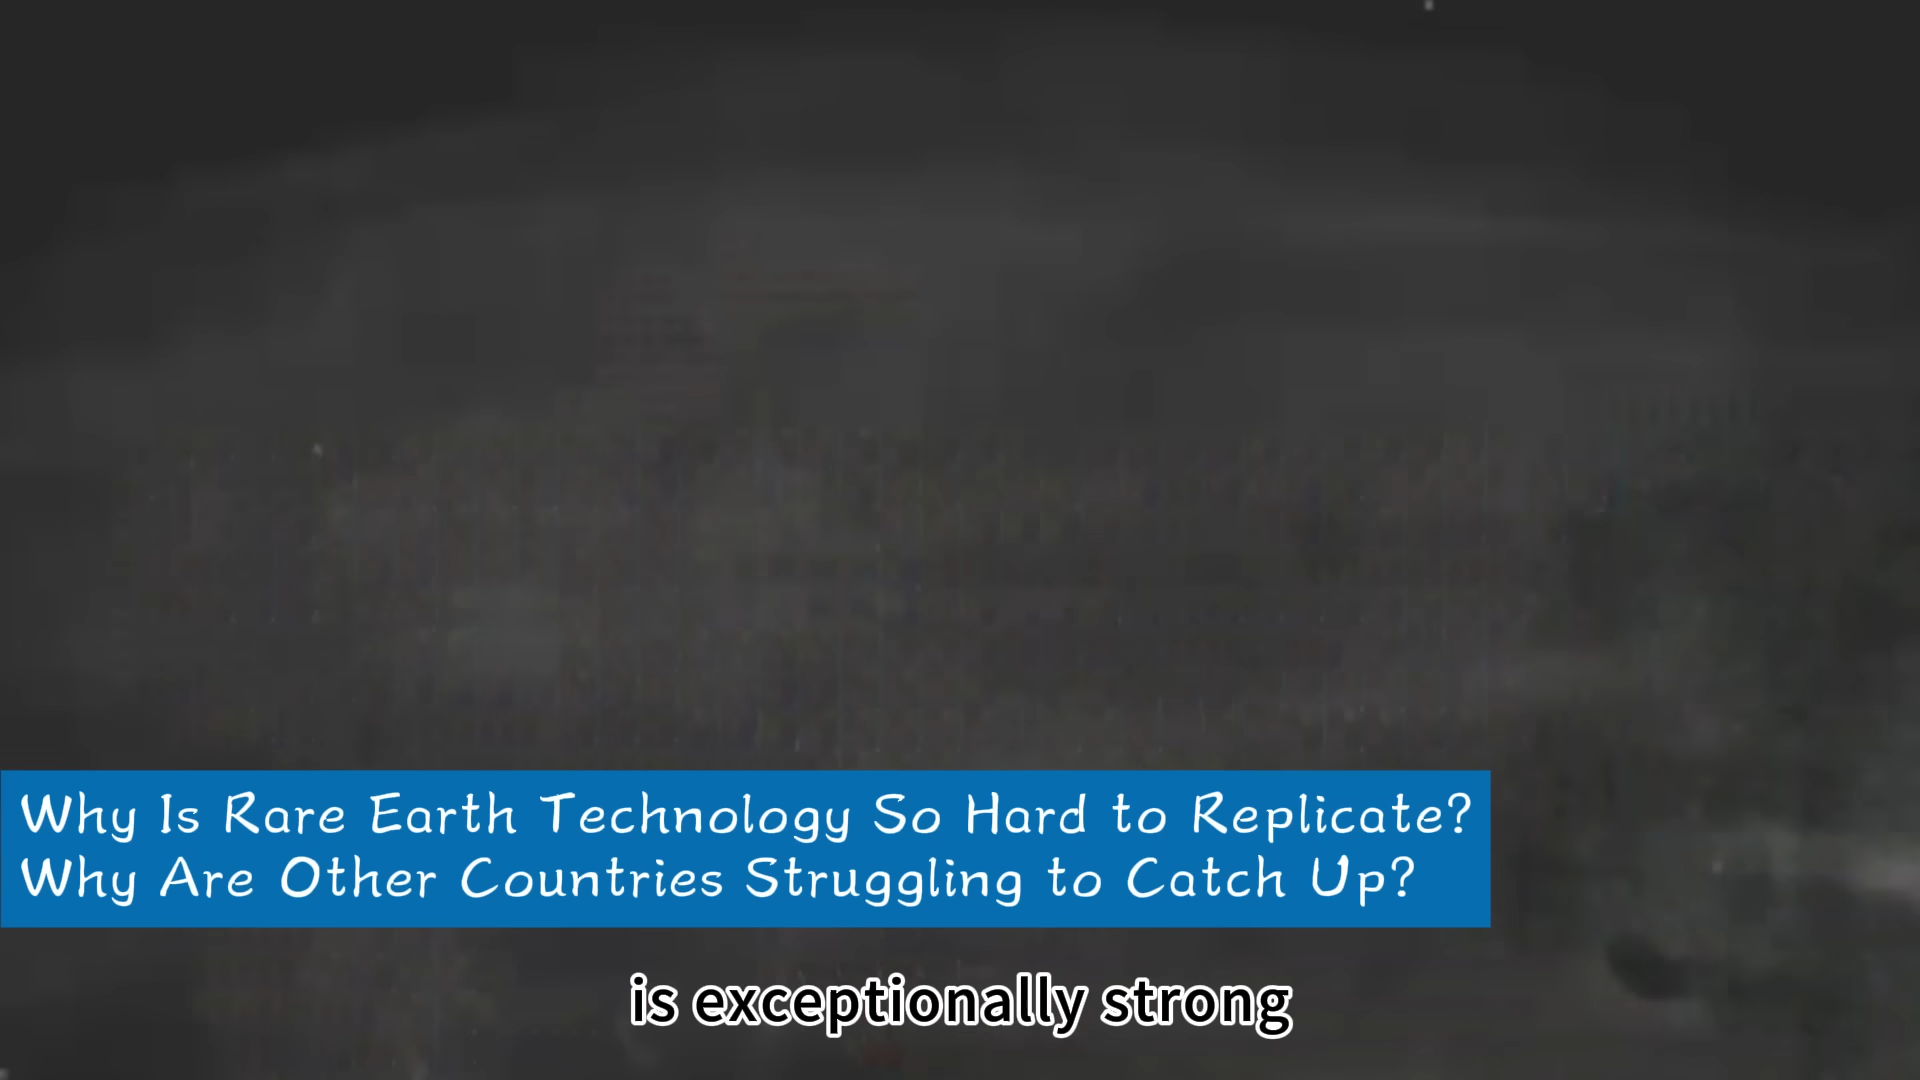 Why Is Rare Earth Technology So Hard to Replicate?
Why Are Other Countries Struggling to Catch Up?
is exceptionally strong